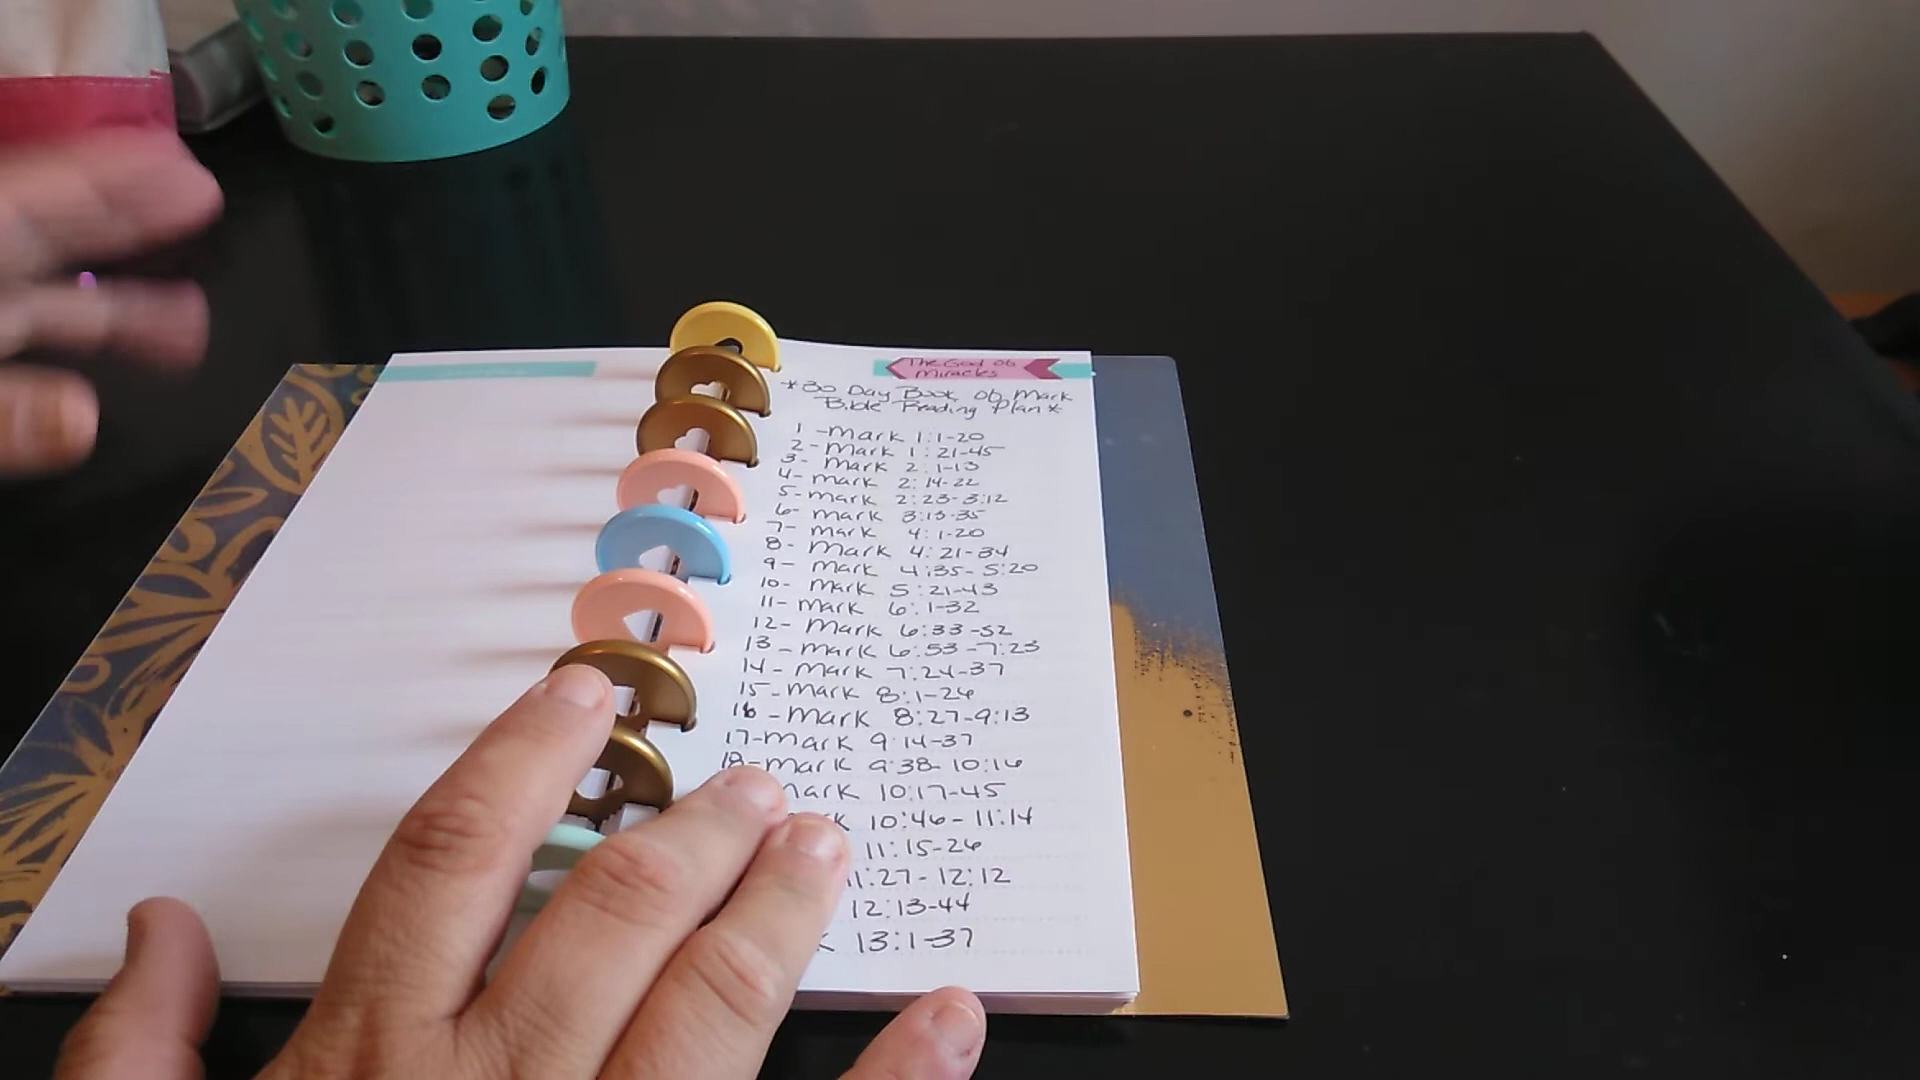 The God of
Miracles
*30 Day Book of Mark
Bible Reading Plan*
1 - Mark 1:1-20
2 - Mark 1:21-45
3 - Mark 2:1-13
4 - Mark 2:14-22
5 - Mark 2:23-3:12
6 - Mark 3:13-35
7 - Mark 4:1-20
8 - Mark 4:21-34
9 - Mark 4:35-5:20
10 - Mark 5:21-43
11 - Mark 6:1-32
12 - Mark 6:33-52
13 - Mark 6:53-7:23
14 - Mark 7:24-37
15 - Mark 8:1-26
16 - Mark 8:27-9:13
17 - Mark 9:14-37
18 - Mark 9:38-10:16
Mark 10:17-45
10:46-11:14
11:15-26
11:27-12:12
12:13-44
13:1-37